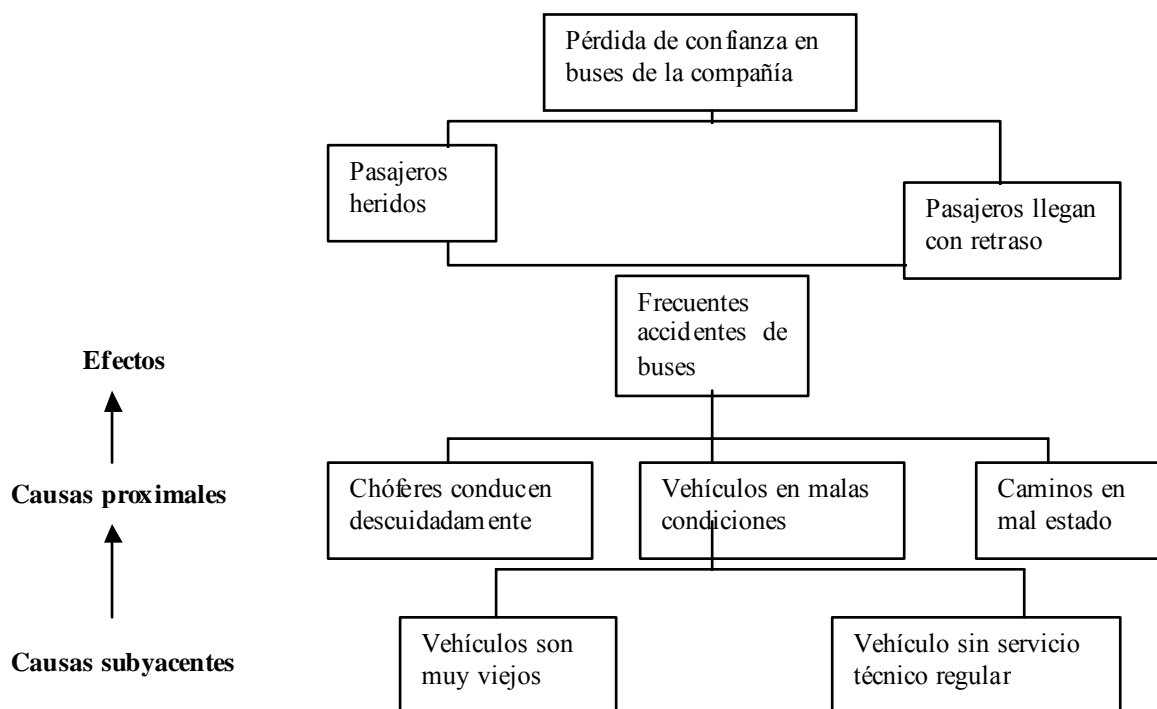 Pérdida de confianza en
buses de la compañía
Pasajeros
heridos
Pasajeros llegan
con retraso
Frecuentes
accidentes de
buses
Efectos
Causas proximales
Chóferes conducen
descuidadamente
Vehículos en malas
condiciones
Caminos en
mal estado
Causas subyacentes
Vehículos son
muy viejos
Vehículo sin servicio
técnico regular